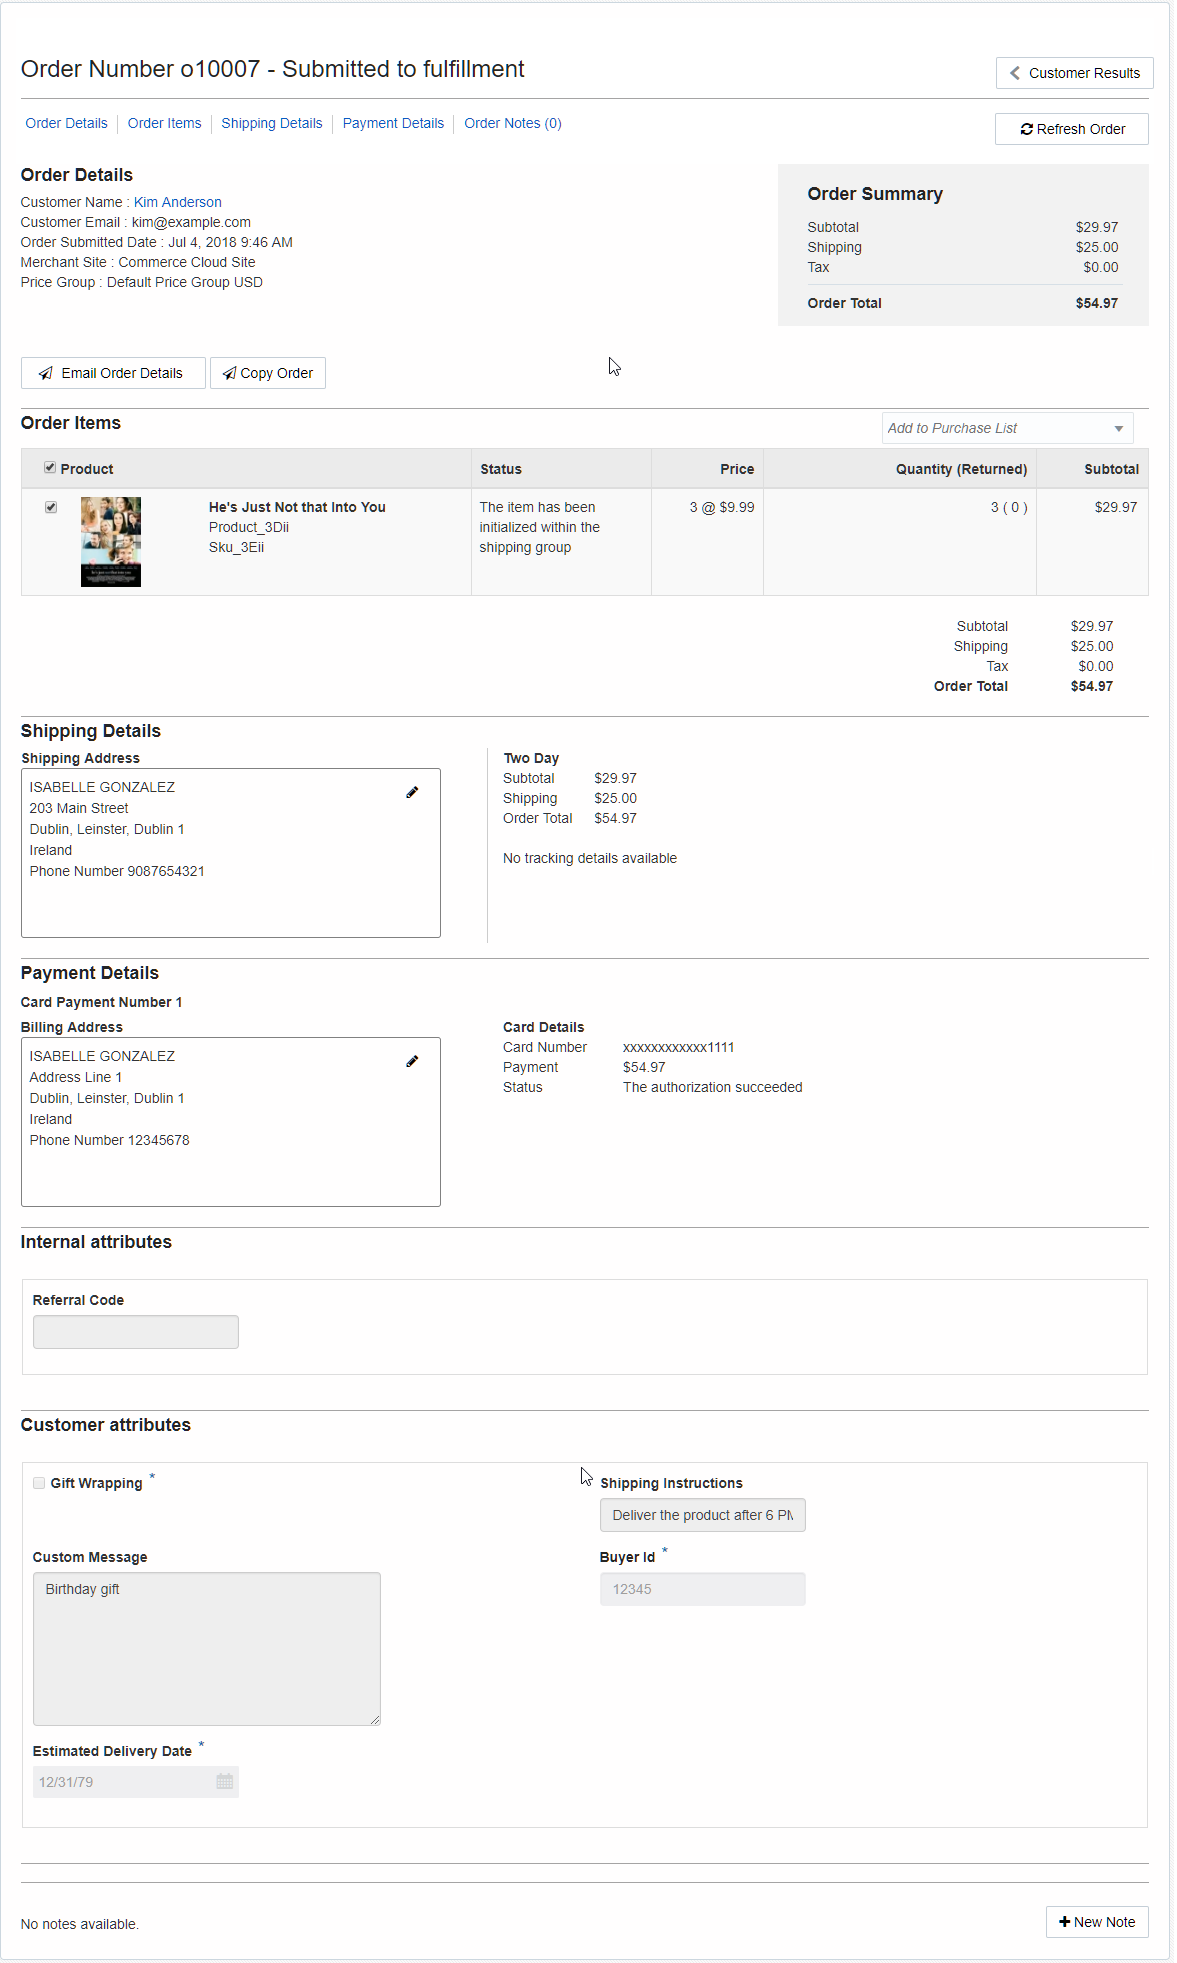 Order Number o10007 - Submitted to fulfillment
Customer Results
Order Details
Order Items
Shipping Details
Payment Details
Order Notes (0)
Refresh Order
Order Details
Customer Name : Kim Anderson
Customer Email : kim@example.com
Order Submitted Date : Jul 4, 2018 9:46 AM
Merchant Site : Commerce Cloud Site
Price Group : Default Price Group USD
Order Summary
Subtotal $29.97
Shipping $25.00
Tax $0.00
Order Total $54.97
Email Order Details
Copy Order
Order Items
Add to Purchase List
Product Status Price Quantity (Returned) Subtotal
He's Just Not that Into You
Product_3Dii
Sku_3Eii
The item has been
initialized within the
shipping group
3 @ $9.99
3 ( 0 )
$29.97
Subtotal $29.97
Shipping $25.00
Tax $0.00
Order Total $54.97
Shipping Details
Shipping Address
ISABELLE GONZALEZ
203 Main Street
Dublin, Leinster, Dublin 1
Ireland
Phone Number 9087654321
Two Day
Subtotal $29.97
Shipping $25.00
Order Total $54.97
No tracking details available
Payment Details
Card Payment Number 1
Billing Address
ISABELLE GONZALEZ
Address Line 1
Dublin, Leinster, Dublin 1
Ireland
Phone Number 12345678
Card Details
Card Number xxxxxxxxxxxx1111
Payment $54.97
Status The authorization succeeded
Internal attributes
Referral Code
Customer attributes
Gift Wrapping *
Shipping Instructions
Deliver the product after 6 PM
Custom Message
Birthday gift
Buyer Id *
12345
Estimated Delivery Date *
12/31/79
No notes available.
New Note